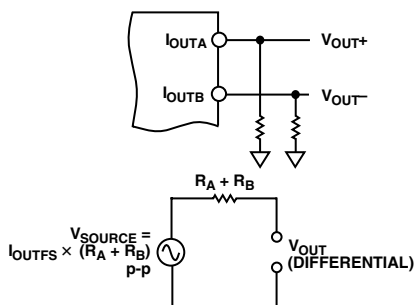 IOUTA
VOUT+
IOUTB
VOUT–
RA + RB
VSOURCE =
IOUTFS × (RA + RB)
p-p
VOUT
(DIFFERENTIAL)